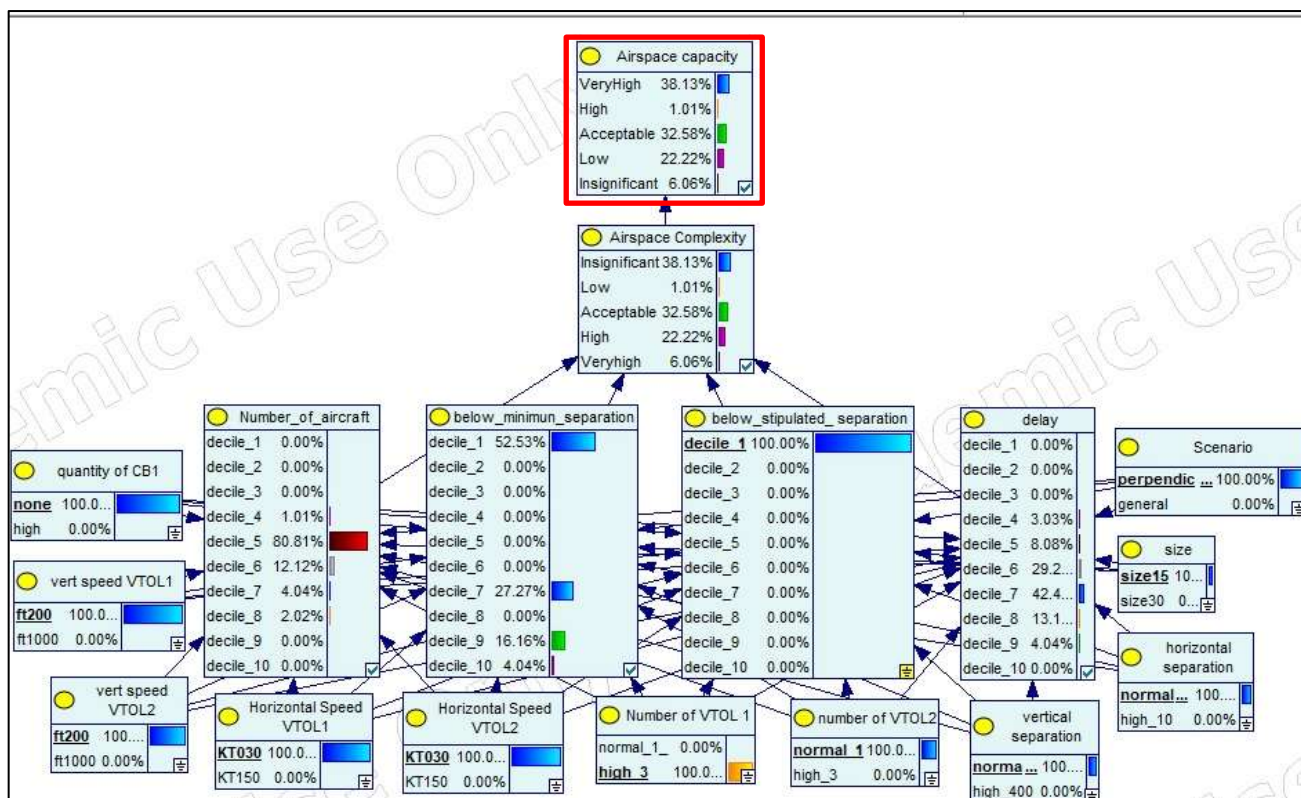 Airspace capacity
VeryHigh 38.13%
High 1.01%
Acceptable 32.58%
Low 22.22%
Insignificant 6.06%
Airspace Complexity
Insignificant 38.13%
Low 1.01%
Acceptable 32.58%
High 22.22%
Veryhigh 6.06%
Number_of_aircraft
decile_1 0.00%
decile_2 0.00%
decile_3 0.00%
decile_4 1.01%
decile_5 80.81%
decile_6 12.12%
decile_7 4.04%
decile_8 2.02%
decile_9 0.00%
decile_10 0.00%
below_minimun_separation
decile_1 52.53%
decile_2 0.00%
decile_3 0.00%
decile_4 0.00%
decile_5 0.00%
decile_6 0.00%
decile_7 27.27%
decile_8 0.00%
decile_9 16.16%
decile_10 4.04%
below_stipulated_ separation
decile_1 100.00%
decile_2 0.00%
decile_3 0.00%
decile_4 0.00%
decile_5 0.00%
decile_6 0.00%
decile_7 0.00%
decile_8 0.00%
decile_9 0.00%
decile_10 0.00%
delay
decile_1 0.00%
decile_2 0.00%
decile_3 0.00%
decile_4 3.03%
decile_5 8.08%
decile_6 29.2...
decile_7 42.4...
decile_8 13.1...
decile_9 4.04%
decile_10 0.00%
quantity of CB1
none 100.0...
high 0.00%
vert speed VTOL1
ft200 100.0...
ft1000 0.00%
Scenario
perpendic ... 100.00%
general 0.00%
size
size15 10...
size30 0...
horizontal
separation
normal ... 100....
high_10 0.00%
vert speed
VTOL2
ft200 100....
ft1000 0.00%
Horizontal Speed
VTOL1
KT030 100.0...
KT150 0.00%
Horizontal Speed
VTOL2
KT030 100.0...
KT150 0.00%
Number of VTOL 1
normal_1_ 0.00%
high_3 100.0...
number of VTOL2
normal_1 100.0...
high_3 0.00%
vertical
separation
norma ... 100....
high_400 0.00%
emic Use Only
emic Use